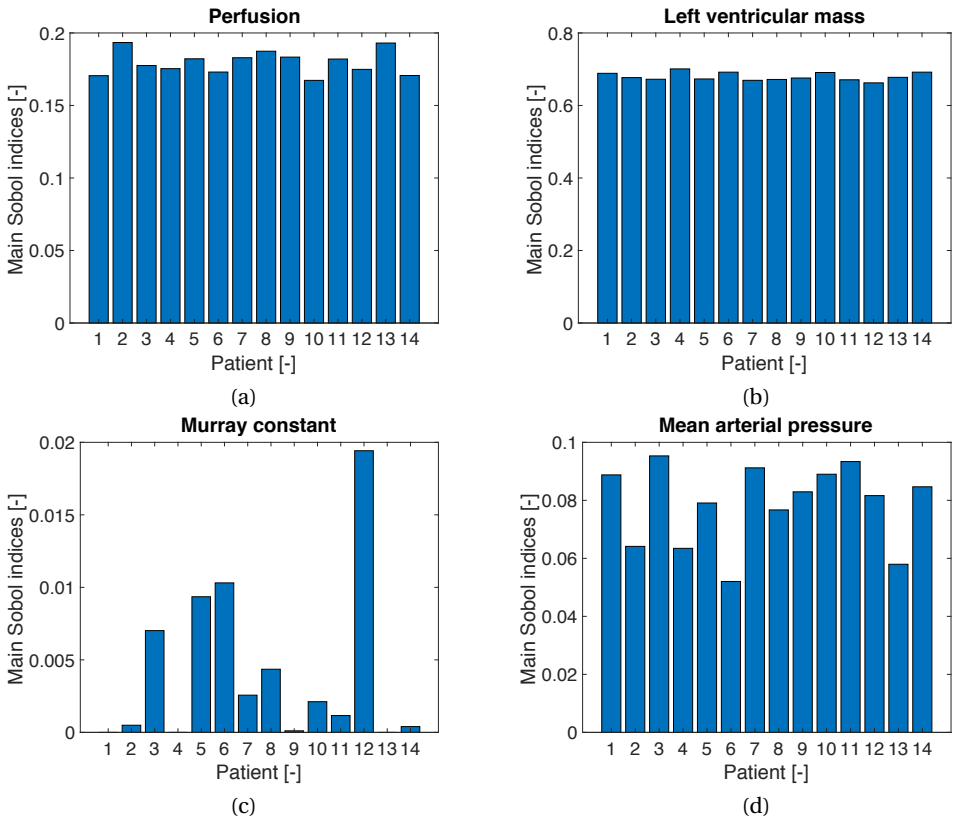 Perfusion
Main Sobol indices [-]
0.2
0.15
0.1
0.05
0
1 2 3 4 5 6 7 8 9 10 11 12 13 14
Patient [-]
(a)
Left ventricular mass
Main Sobol indices [-]
0.8
0.6
0.4
0.2
0
1 2 3 4 5 6 7 8 9 10 11 12 13 14
Patient [-]
(b)
Murray constant
Main Sobol indices [-]
0.02
0.015
0.01
0.005
0
1 2 3 4 5 6 7 8 9 10 11 12 13 14
Patient [-]
(c)
Mean arterial pressure
Main Sobol indices [-]
0.1
0.08
0.06
0.04
0.02
0
1 2 3 4 5 6 7 8 9 10 11 12 13 14
Patient [-]
(d)